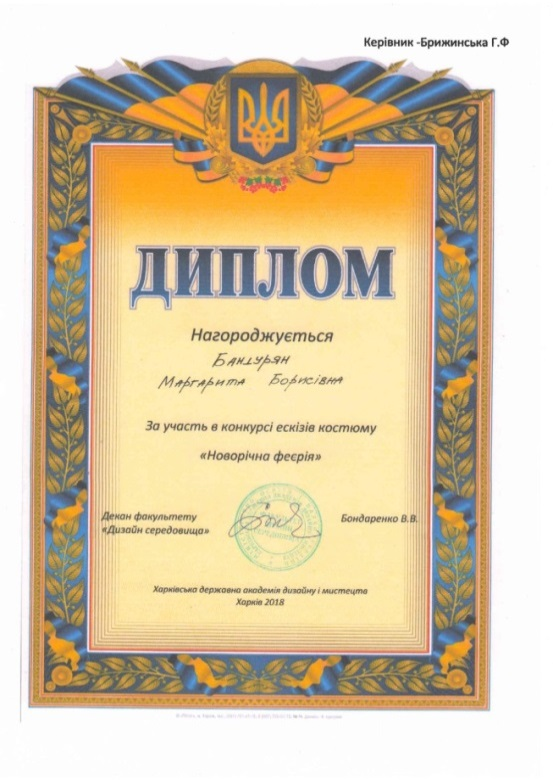 Керівник -Брижинська Г.Ф
ДИПЛОМ
Нагороджується
Бандурян
Маргарита Борисівна
За участь в конкурсі ескізів костюму
«Новорічна феєрія»
Декан факультету
«Дизайн середовища»
Бондаренко В.В.
Харківська державна академія дизайну і мистецтв
Харків 2018